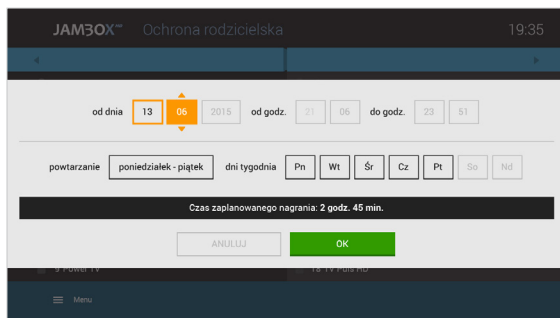 JAMBOX Ochrona rodzicielska 19:35
od dnia 13 06 2015 od godz. 21 06 do godz. 23 51
powtarzanie poniedziałek - piątek dni tygodnia Pn Wt Śr Cz Pt So Nd
Czas zaplanowanego nagrania: 2 godz. 45 min.
ANULUJ OK
9 Power TV 18 TV Puls HD
Menu